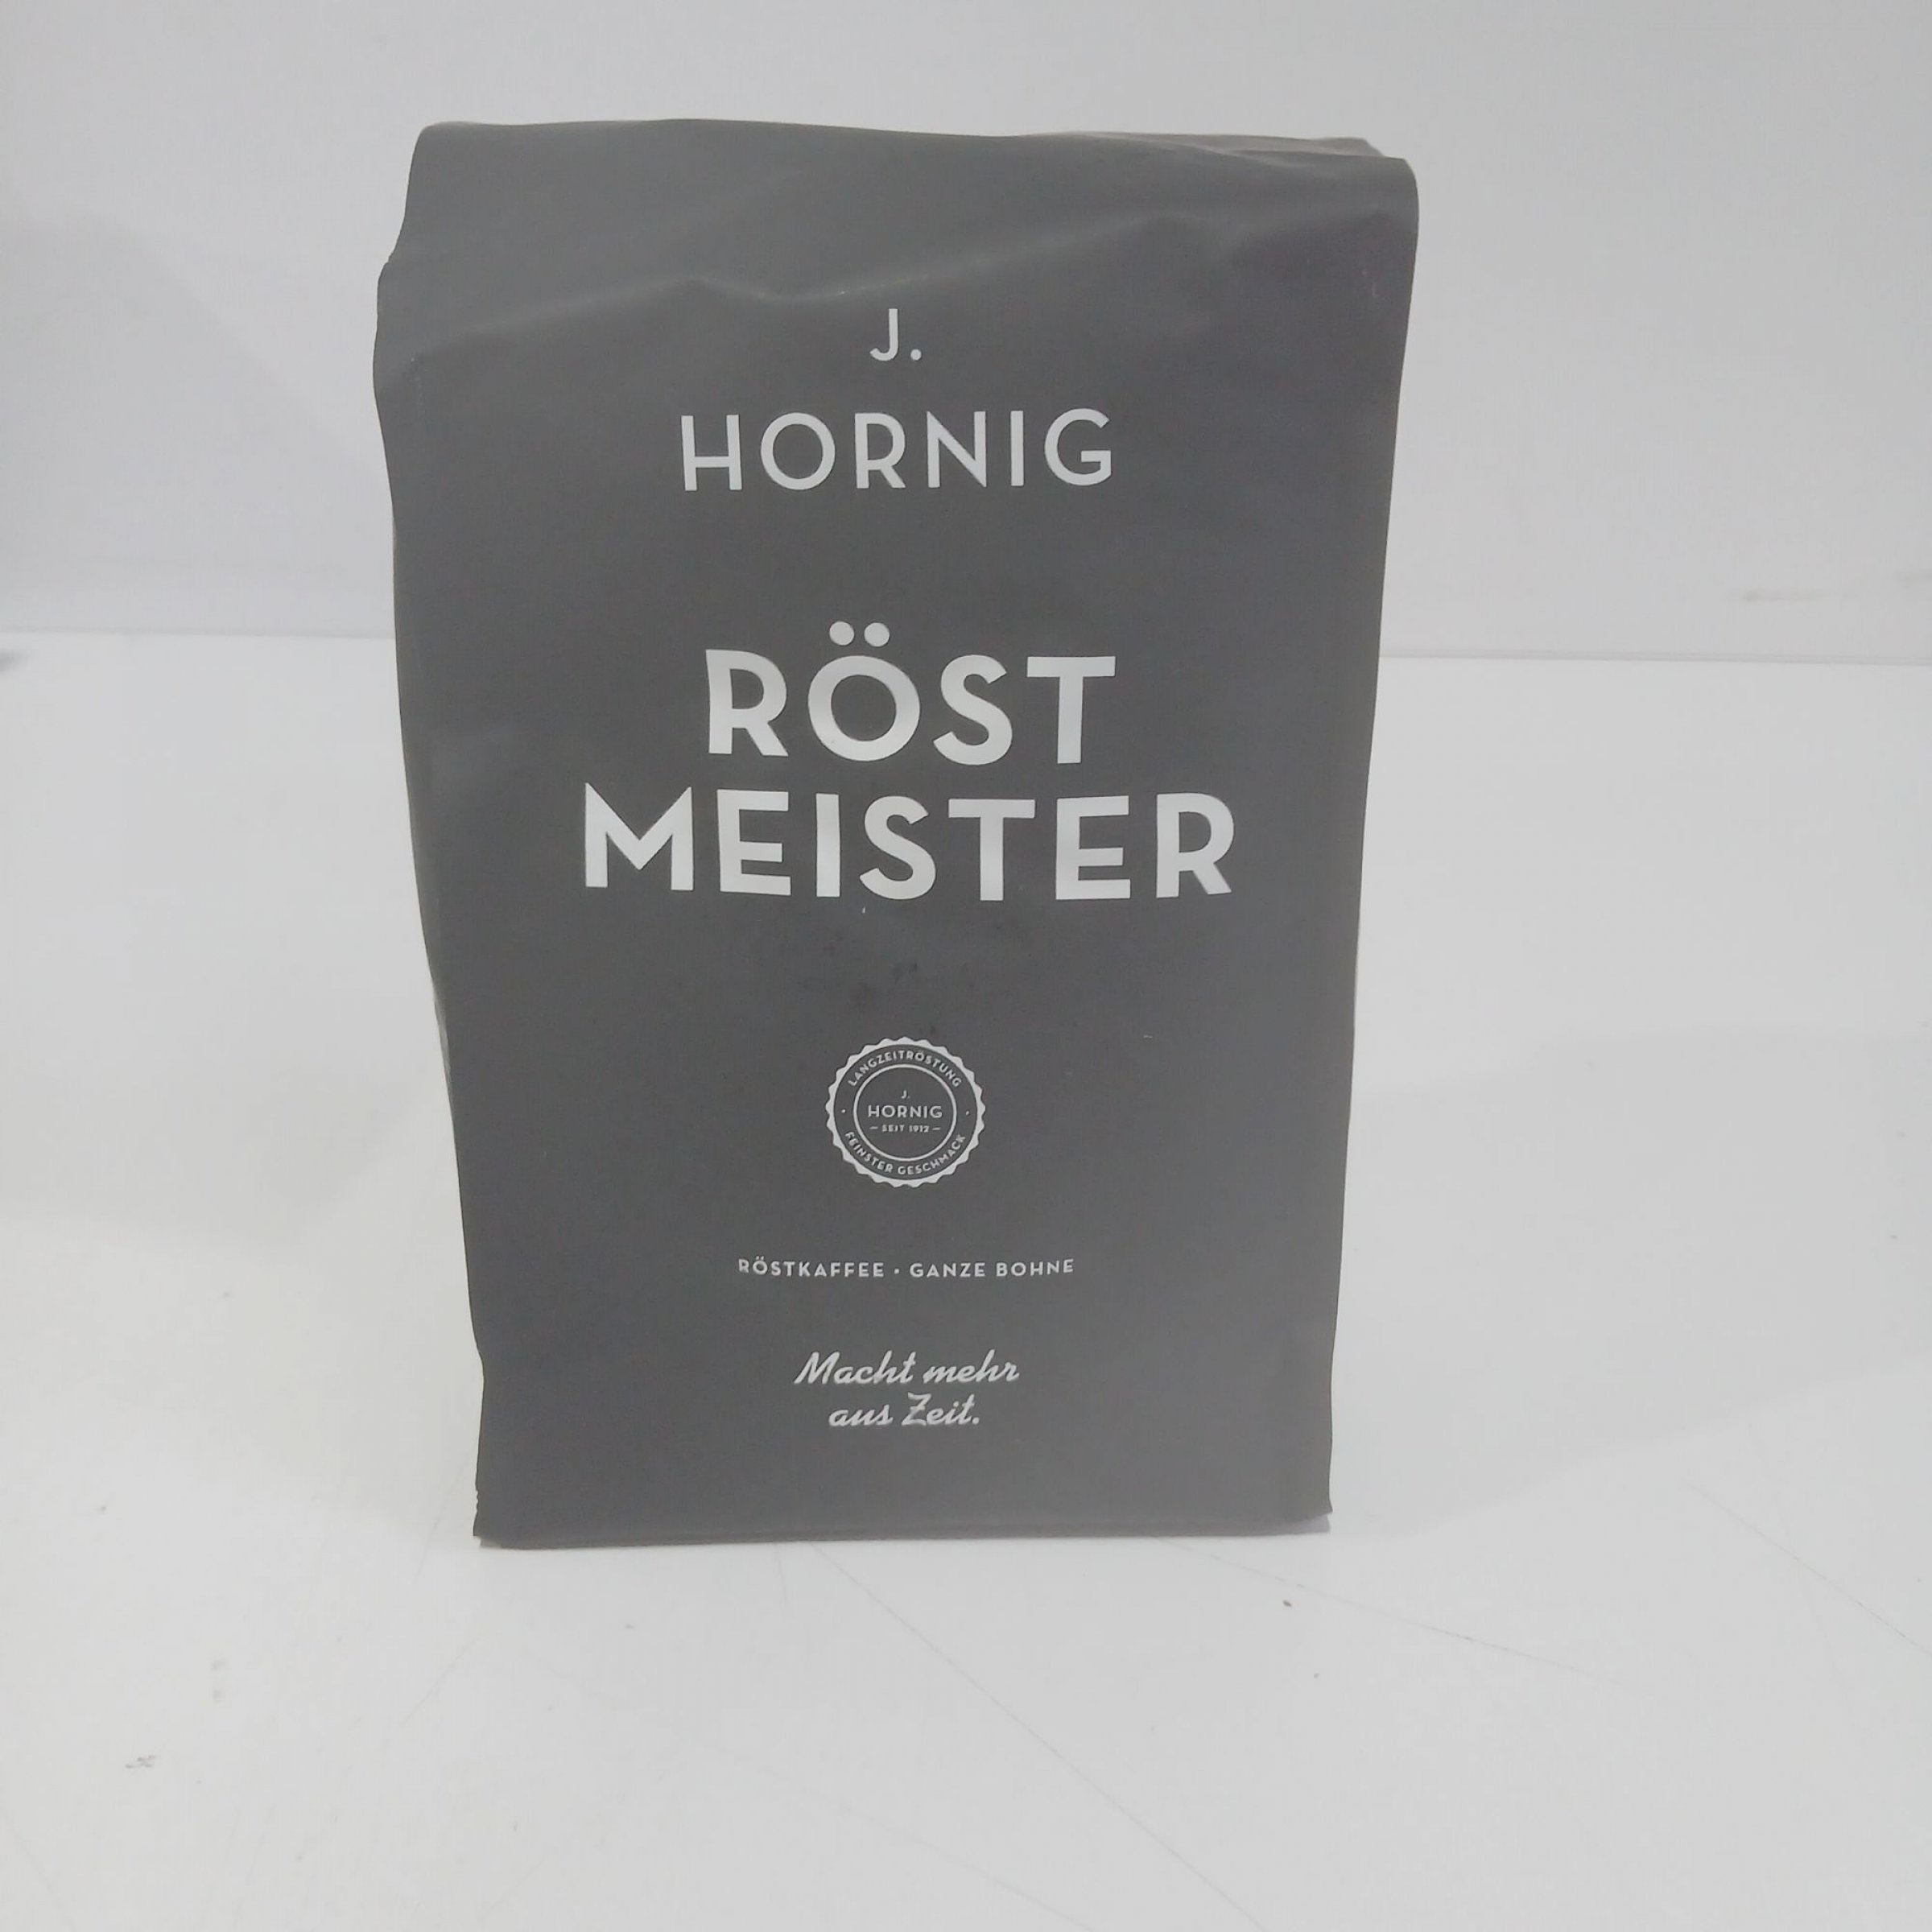 J.
HORNIG
RÖST
MEISTER
LANGZEITRÖSTUNG
J.
HORNIG
– SEIT 1912 –
FEINSTER GESCHMACK
RÖSTKAFFEE • GANZE BOHNE
Macht mehr
aus Zeit.